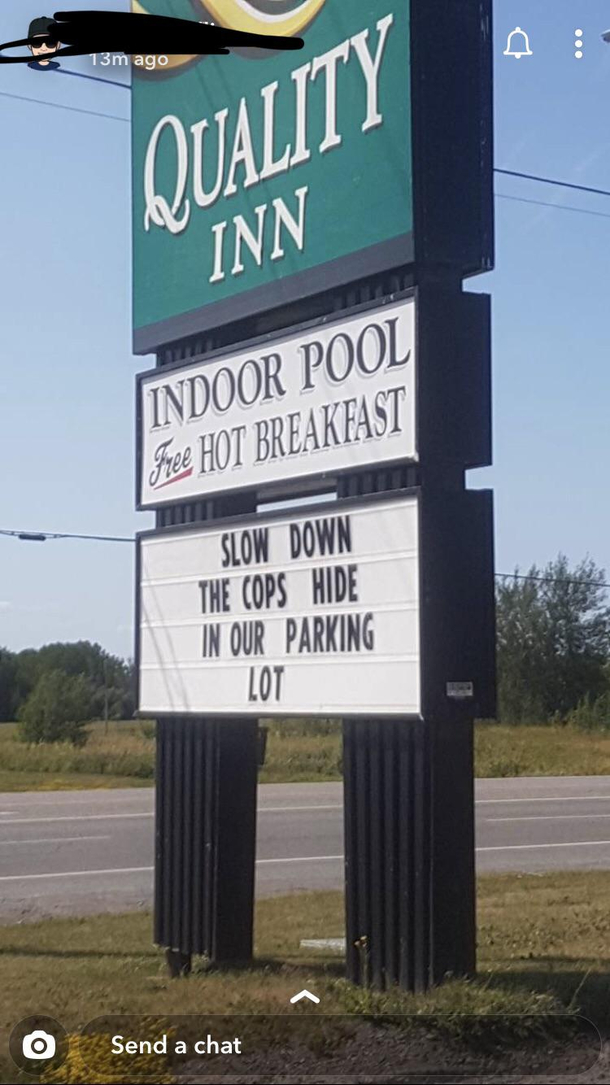 13m ago
QUALITY
INN
INDOOR POOL
Free HOT BREAKFAST
SLOW DOWN
THE COPS HIDE
IN OUR PARKING
LOT
Send a chat